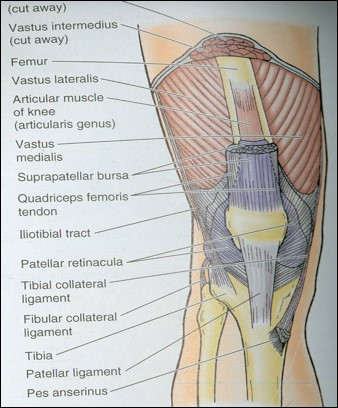 (cut away)
Vastus intermedius
(cut away)
Femur
Vastus lateralis
Articular muscle
of knee
(articularis genus)
Vastus
medialis
Suprapatellar bursa
Quadriceps femoris
tendon
Iliotibial tract
Patellar retinacula
Tibial collateral
ligament
Fibular collateral
ligament
Tibia
Patellar ligament
Pes anserinus